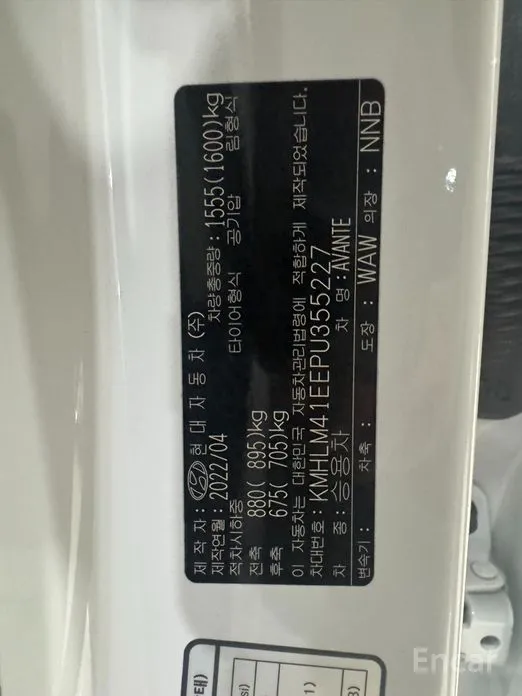 제 작 자: 현 대 자 동 차 (주)
제작연월: 2022/04 차량총중량: 1555(1600)kg
적차시하중 타이어형식 공기압 림형식
전축 880( 895)kg
후축 675( 705)kg
이 자동차는 대한민국 자동차관리법령에 적합하게 제작되었습니다.
차대번호: KMHLM41EEPU355227
차 종: 승용차 차 명: AVANTE
변속기: 차축: 도장: WAW 의장: NNB
Encar